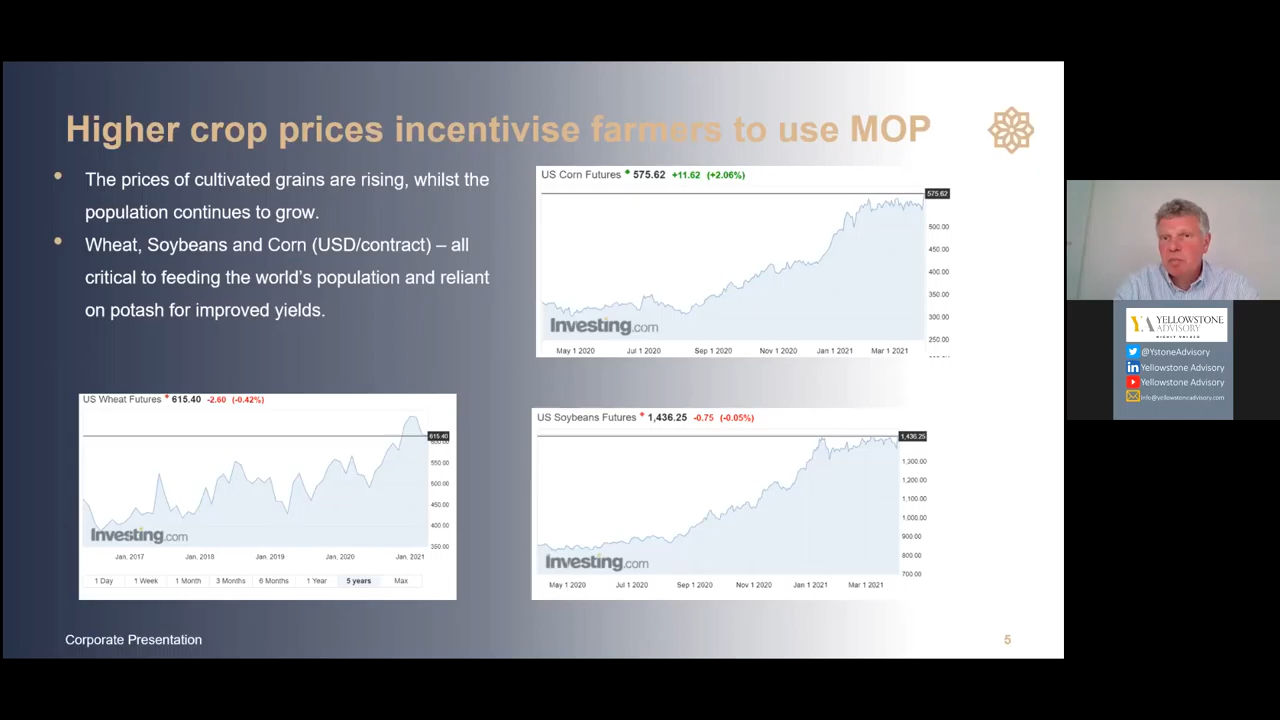 Higher crop prices incentivise farmers to use MOP
The prices of cultivated grains are rising, whilst the
population continues to grow.
Wheat, Soybeans and Corn (USD/contract) – all
critical to feeding the world's population and reliant
on potash for improved yields.
US Corn Futures 575.62 +11.62 (+2.06%)
575.62
500.00
450.00
400.00
350.00
300.00
250.00
Investing.com
May 1 2020 Jul 1 2020 Sep 1 2020 Nov 1 2020 Jan 1 2021 Mar 1 2021
US Wheat Futures 615.40 -2.60 (-0.42%)
615.40
600.00
550.00
500.00
450.00
400.00
350.00
Investing.com
Jan, 2017 Jan, 2018 Jan, 2019 Jan, 2020 Jan, 2021
1 Day 1 Week 1 Month 3 Months 6 Months 1 Year 5 years Max
US Soybeans Futures 1,436.25 -0.75 (-0.05%)
1,436.25
1,300.00
1,200.00
1,100.00
1,000.00
900.00
800.00
700.00
Investing.com
May 1 2020 Jul 1 2020 Sep 1 2020 Nov 1 2020 Jan 1 2021 Mar 1 2021
Corporate Presentation
5
YA YELLOWSTONE
ADVISORY
RIGHTLY VALUED
@YstoneAdvisory
in Yellowstone Advisory
Yellowstone Advisory
info@yellowstoneadvisory.com